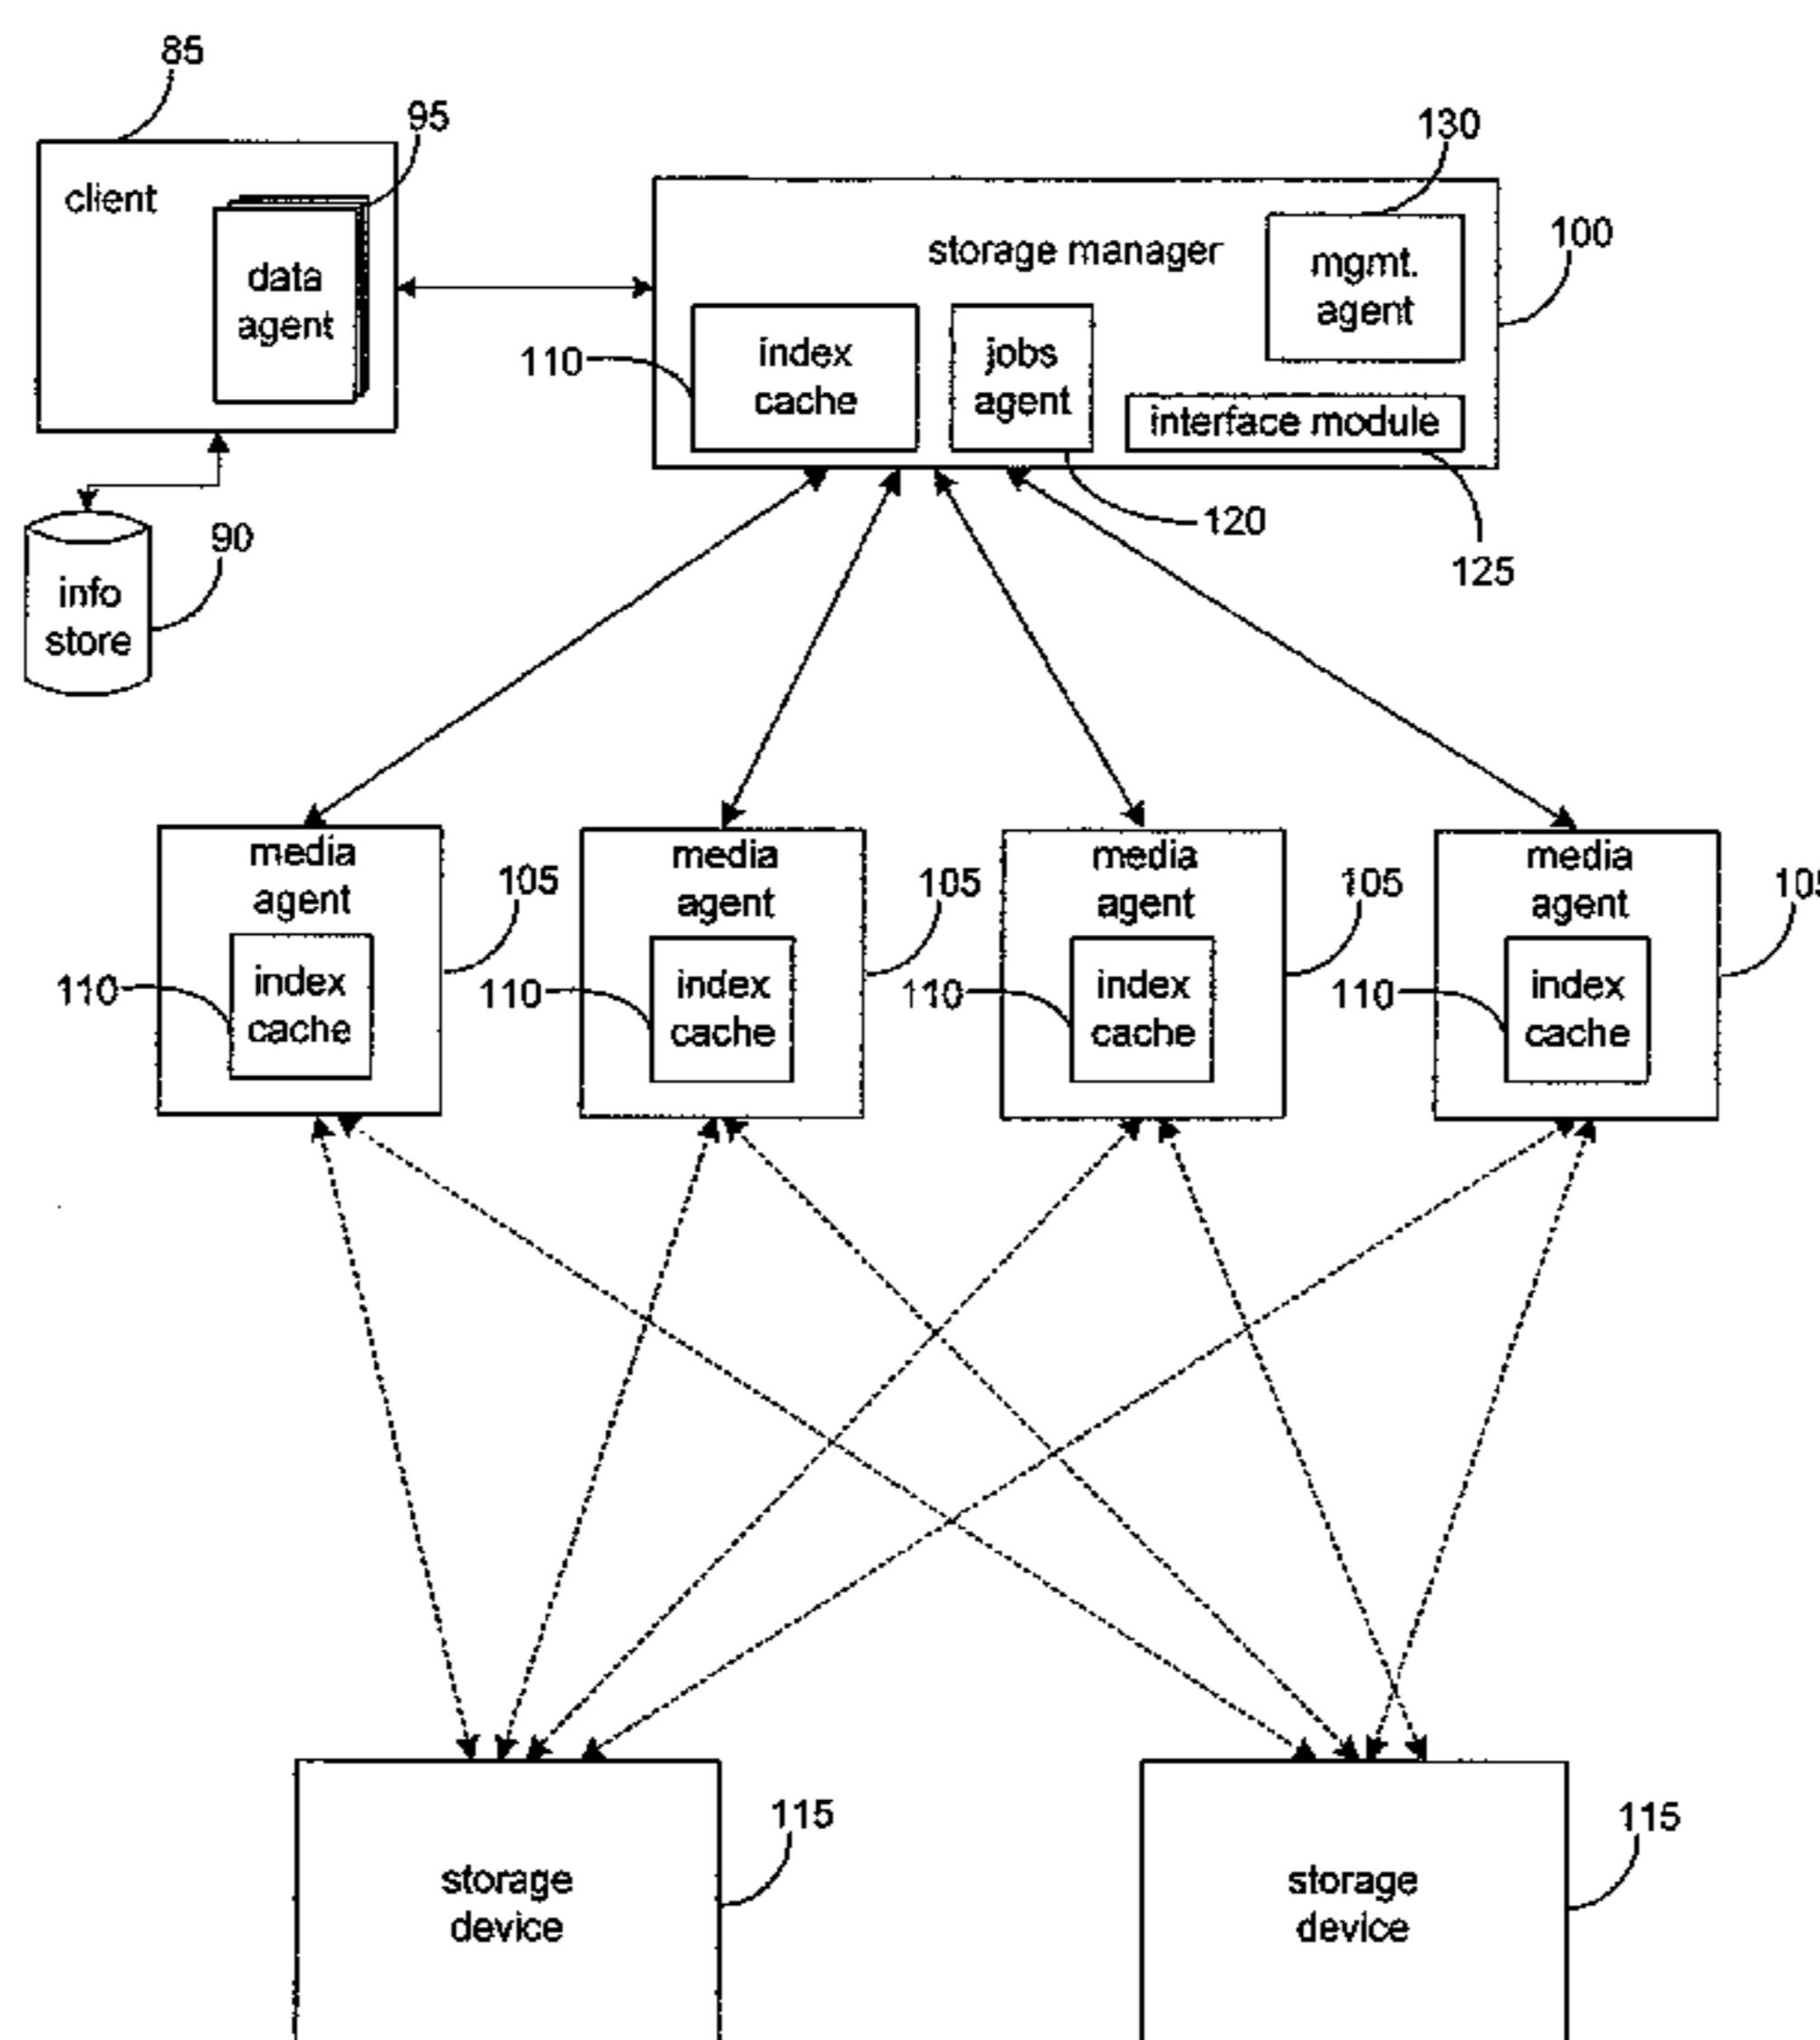 85
95
130
client
storage manager
100
mgmt.
agent
data
agent
110
index
cache
jobs
agent
interface module
90
120
125
info
store
media
agent
105
media
agent
105
media
agent
105
media
agent
105
110
index
cache
110
index
cache
110
index
cache
110
index
cache
115
115
storage
device
storage
device